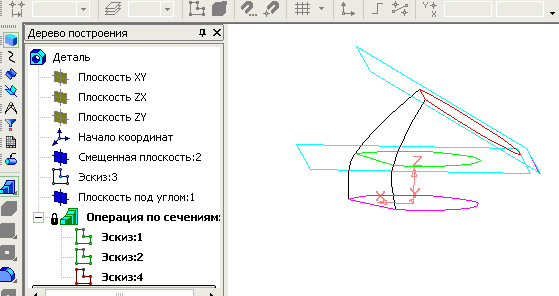 Дерево построения
Деталь
Плоскость XY
Плоскость ZX
Плоскость ZY
Начало координат
Смещенная плоскость:2
Эскиз:3
Плоскость под углом:1
Операция по сечениям:
Эскиз:1
Эскиз:2
Эскиз:4
Z
X
Y